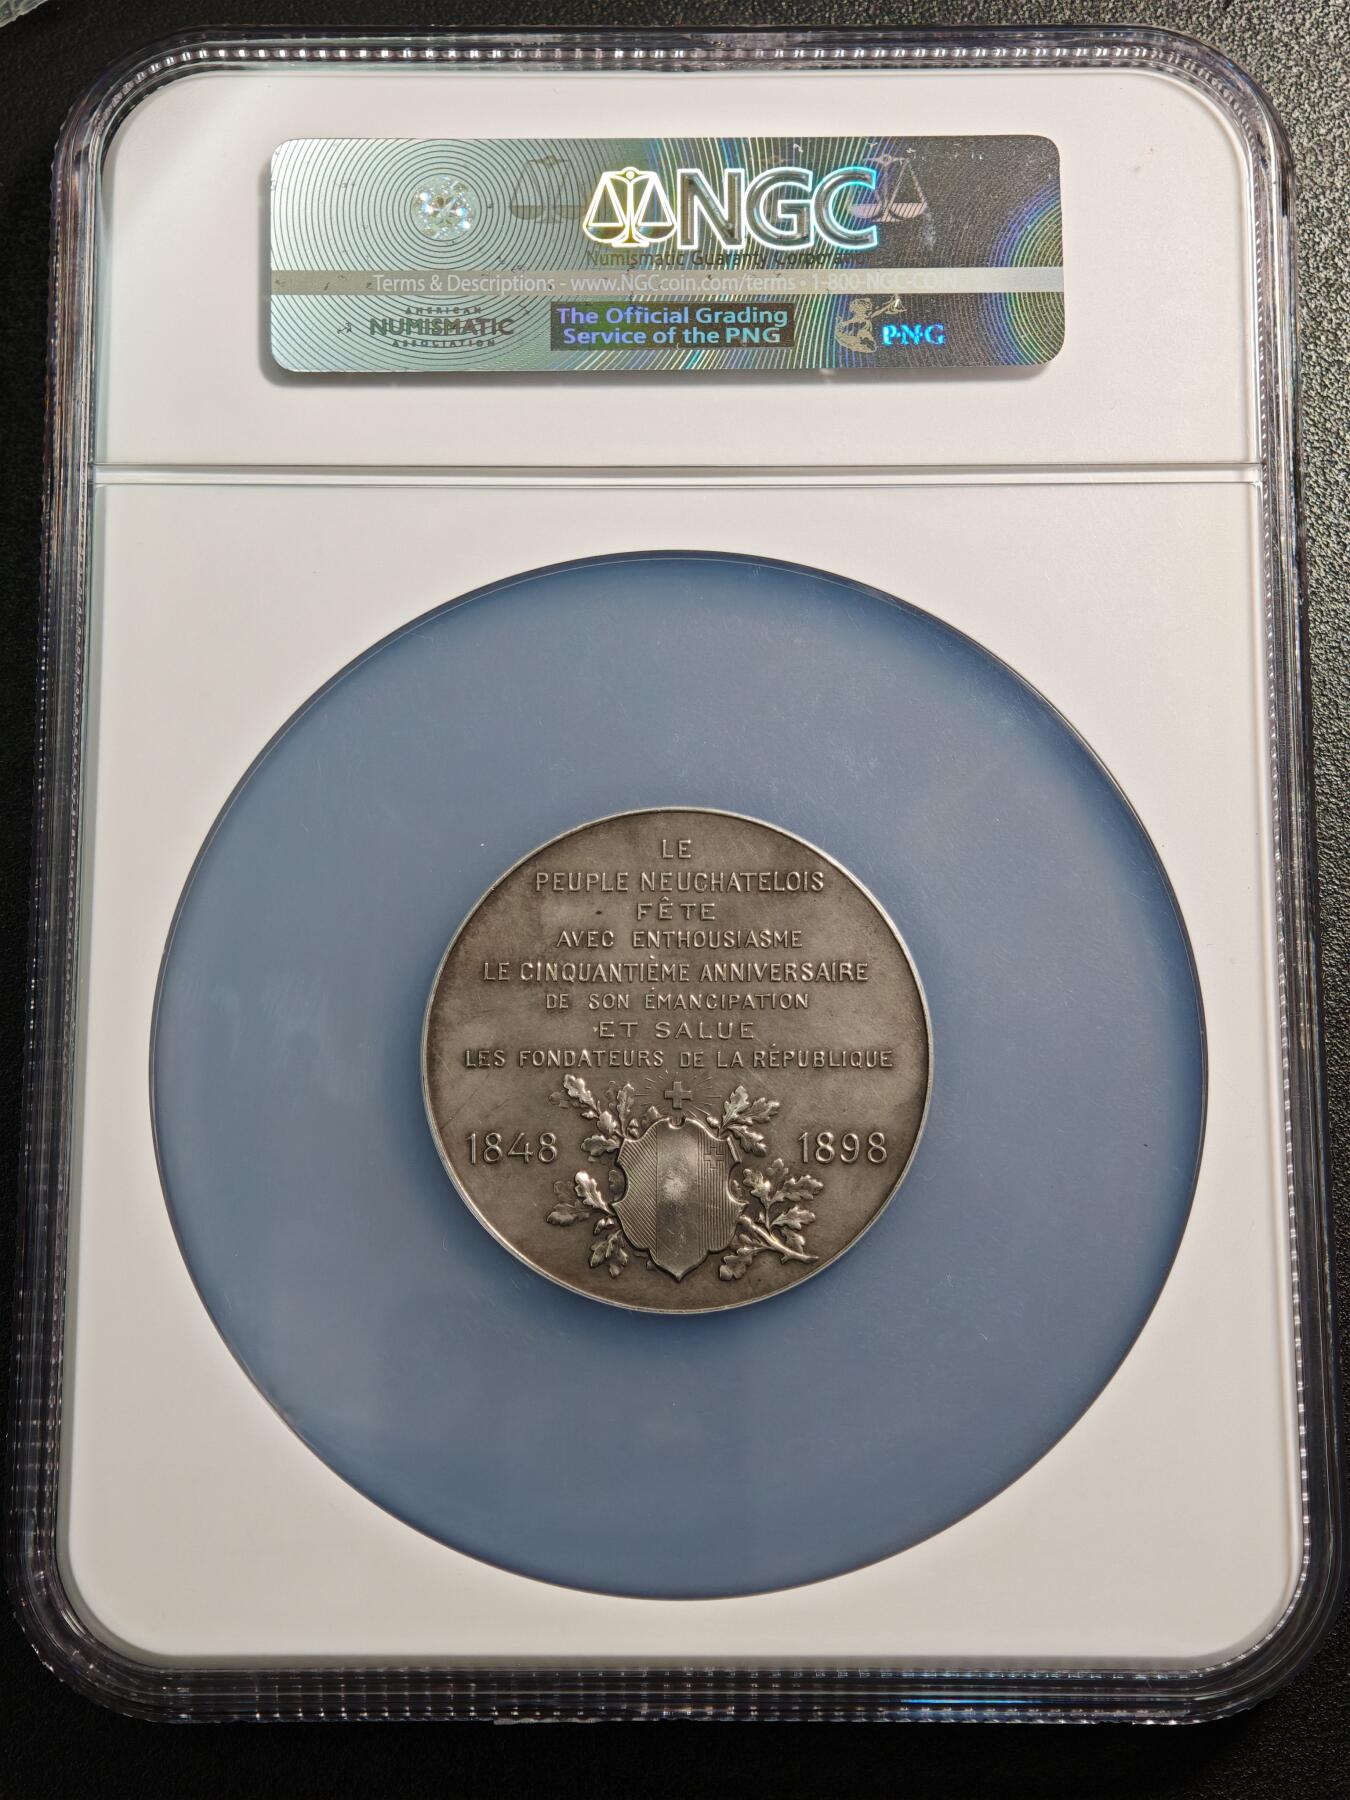 NGC
Numismatic Guaranty Corporation
Terms & Descriptions - www.NGCcoin.com/terms • 1-800-NGC-COIN
AMERICAN
NUMISMATIC
ASSOCIATION
The Official Grading
Service of the PNG
PNG
LE
PEUPLE NEUCHATELOIS
FÊTE
AVEC ENTHOUSIASME
LE CINQUANTIÈME ANNIVERSAIRE
DE SON ÉMANCIPATION
ET SALUE
LES FONDATEURS DE LA RÉPUBLIQUE
1848 1898